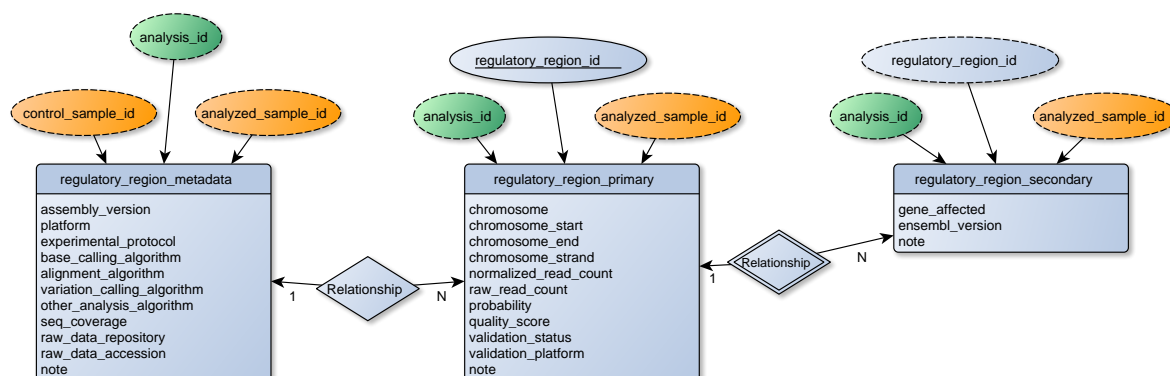 analysis_id
control_sample_id
analyzed_sample_id
regulatory_region_metadata
assembly_version
platform
experimental_protocol
base_calling_algorithm
alignment_algorithm
variation_calling_algorithm
other_analysis_algorithm
seq_coverage
raw_data_repository
raw_data_accession
note
1
Relationship
N
regulatory_region_id
analysis_id
analyzed_sample_id
regulatory_region_primary
chromosome
chromosome_start
chromosome_end
chromosome_strand
normalized_read_count
raw_read_count
probability
quality_score
validation_status
validation_platform
note
1
Relationship
N
regulatory_region_id
analysis_id
analyzed_sample_id
regulatory_region_secondary
gene_affected
ensembl_version
note